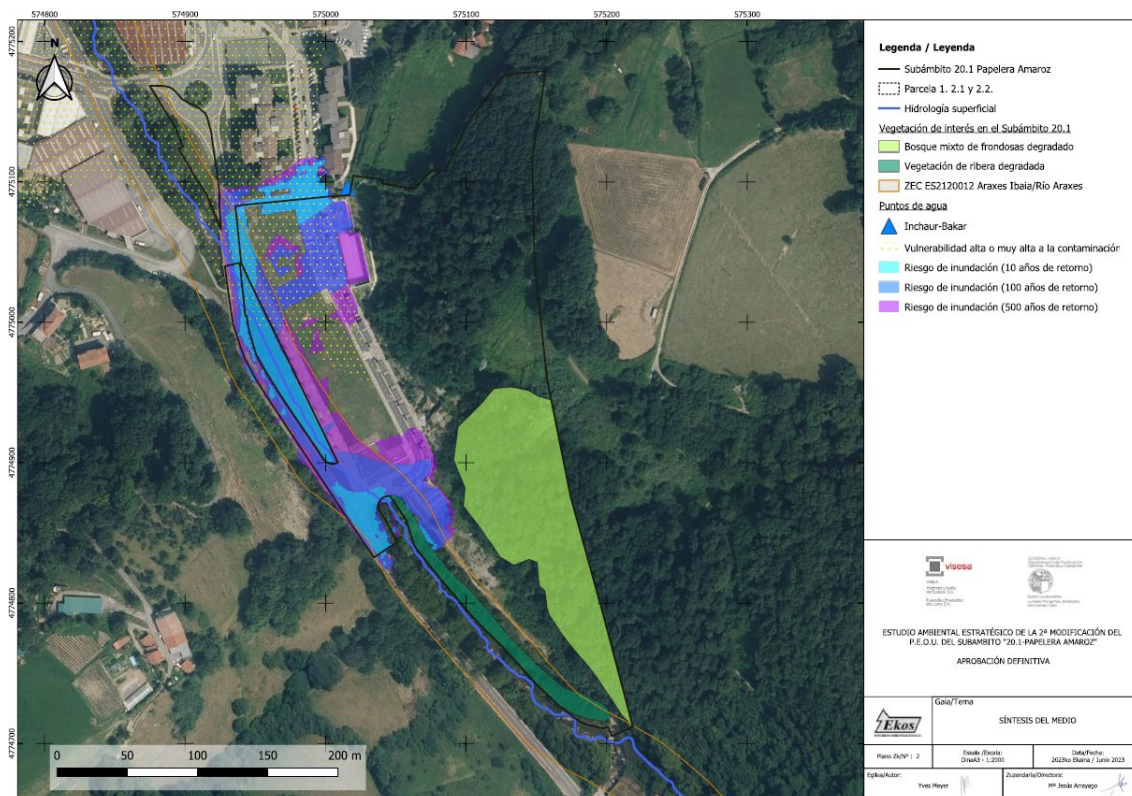 574800 574900 575000 575100 575200 575300
4775200
4775100
4775000
4774900
4774800
4774700
N
0 50 100 150 200 m
Legenda / Leyenda
Subámbito 20.1 Papelera Amaroz
Parcela 1. 2.1 y 2.2.
Hidrología superficial
Vegetación de interés en el Subámbito 20.1
Bosque mixto de frondosas degradado
Vegetación de ribera degradada
ZEC ES2120012 Araxes Ibaia/Río Araxes
Puntos de agua
Inchaur-Bakar
Vulnerabilidad alta o muy alta a la contaminación
Riesgo de inundación (10 años de retorno)
Riesgo de inundación (100 años de retorno)
Riesgo de inundación (500 años de retorno)
visesa
ESTUDIO AMBIENTAL ESTRATÉGICO DE LA 2ª MODIFICACIÓN DEL
P.E.O.U. DEL SUBAMBITO "20.1-PAPELERA AMAROZ"
APROBACIÓN DEFINITIVA
Ekos
Gaia/Tema
SÍNTESIS DEL MEDIO
Plano Zk/Nº : 2
Eskala /Escala:
DinaA3 - 1:2000
Data/Fecha:
2023ko Ekaina / Junio 2023
Egilea/Autor:
Yves Meyer
Zuzendaria/Directora:
Mª Jesús Arrayago